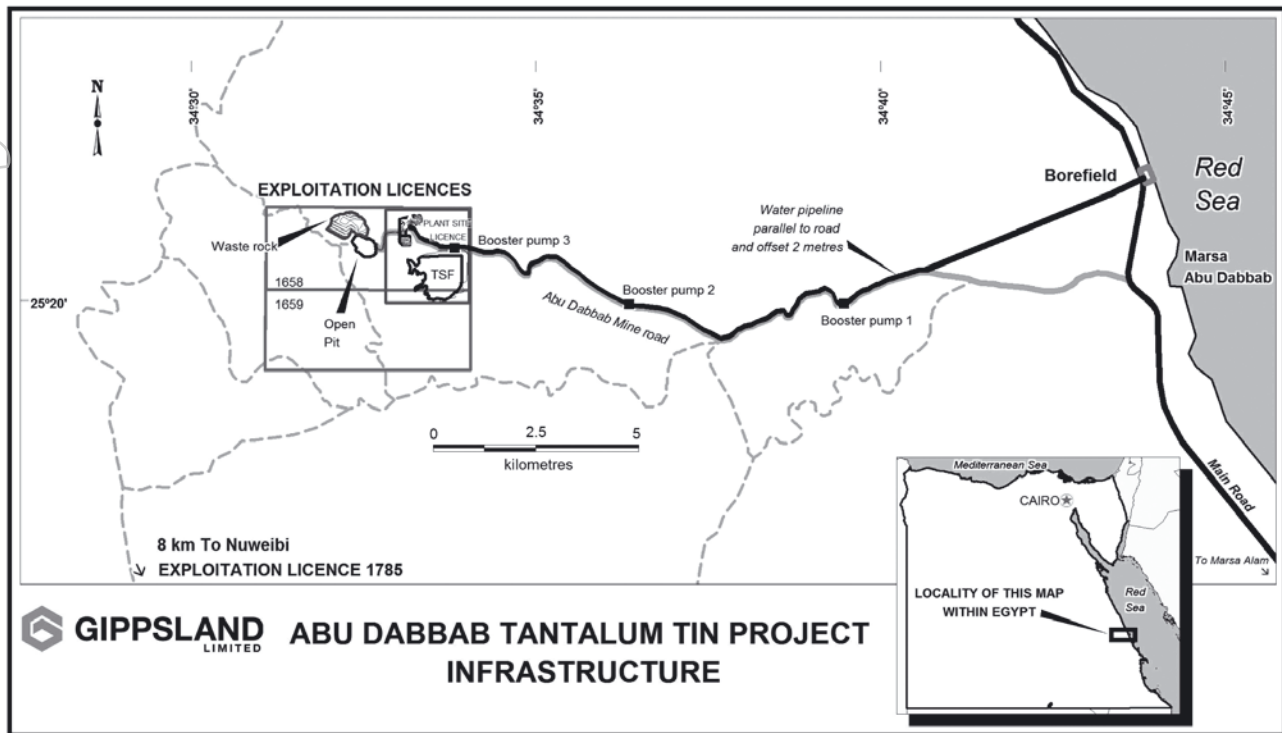 N
34°30'
34°35'
34°40'
34°45'
Red
Sea
Borefield
EXPLOITATION LICENCES
Water pipeline
parallel to road
and offset 2 metres
PLANT SITE
LICENCE
Waste rock
Booster pump 3
Marsa
Abu Dabbab
TSF
1658
Booster pump 2
25°20'
1659
Abu Dabbab Mine road
Booster pump 1
Open
Pit
0 2.5 5
kilometres
Main Road
Mediterranean Sea
CAIRO
8 km To Nuweibi
EXPLOITATION LICENCE 1785
To Marsa Alam
LOCALITY OF THIS MAP
WITHIN EGYPT
Red
Sea
GIPPSLAND
LIMITED
ABU DABBAB TANTALUM TIN PROJECT
INFRASTRUCTURE